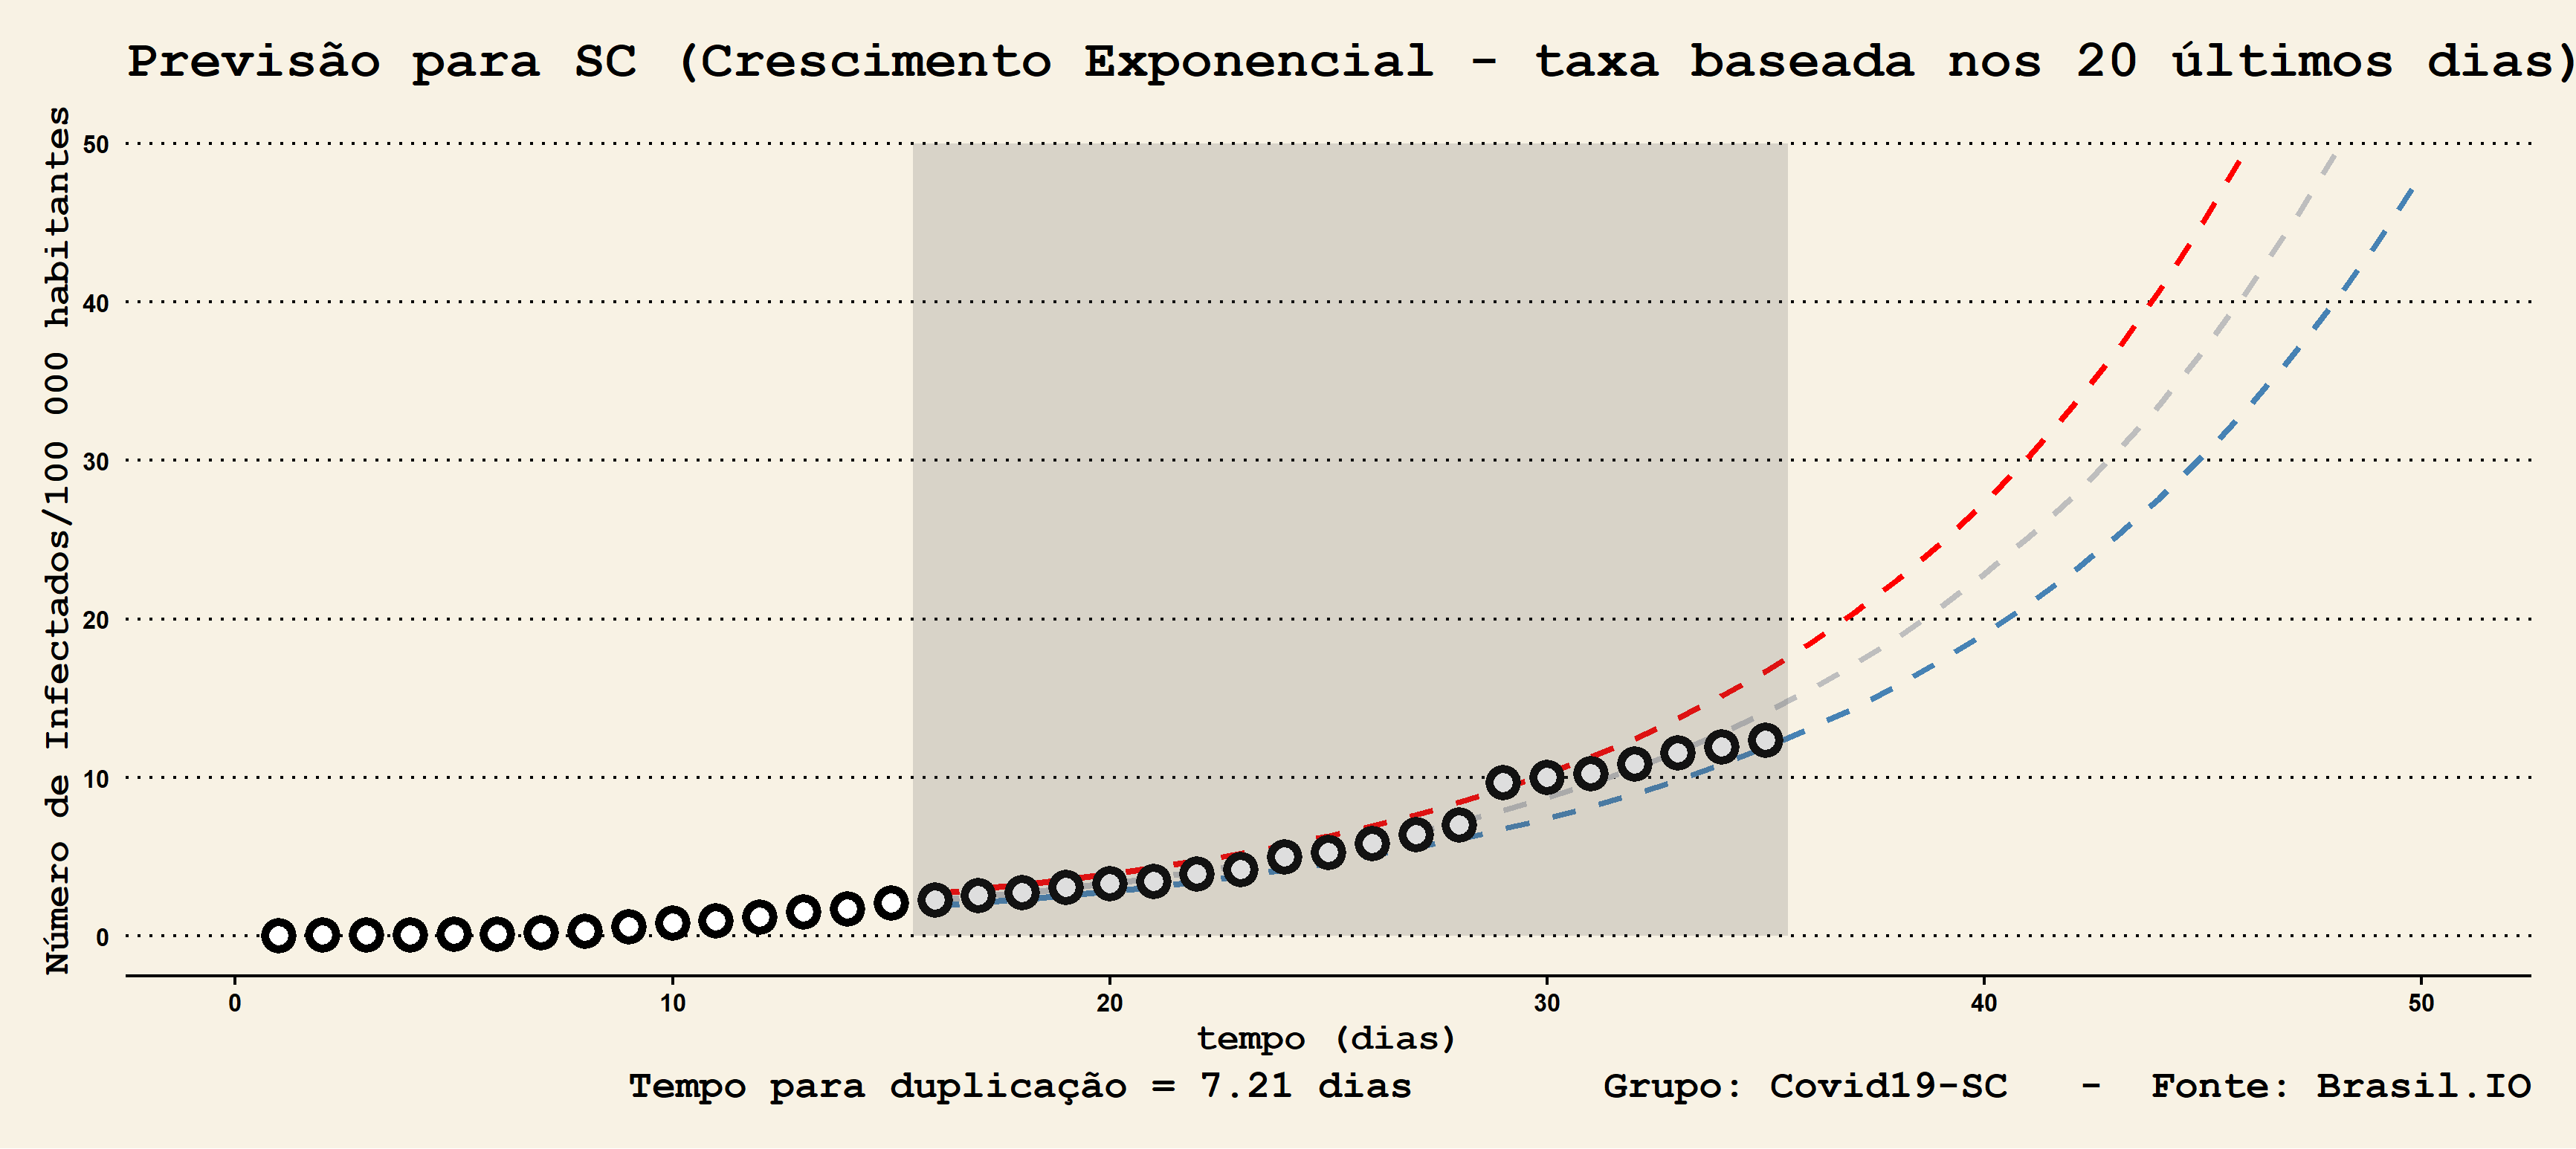 Previsão para SC (Crescimento Exponencial - taxa baseada nos 20 últimos dias)
Número de Infectados/100 000 habitantes
50
40
30
20
10
0
0 10 20 30 40 50
tempo (dias)
Tempo para duplicação = 7.21 dias Grupo: Covid19-SC - Fonte: Brasil.IO